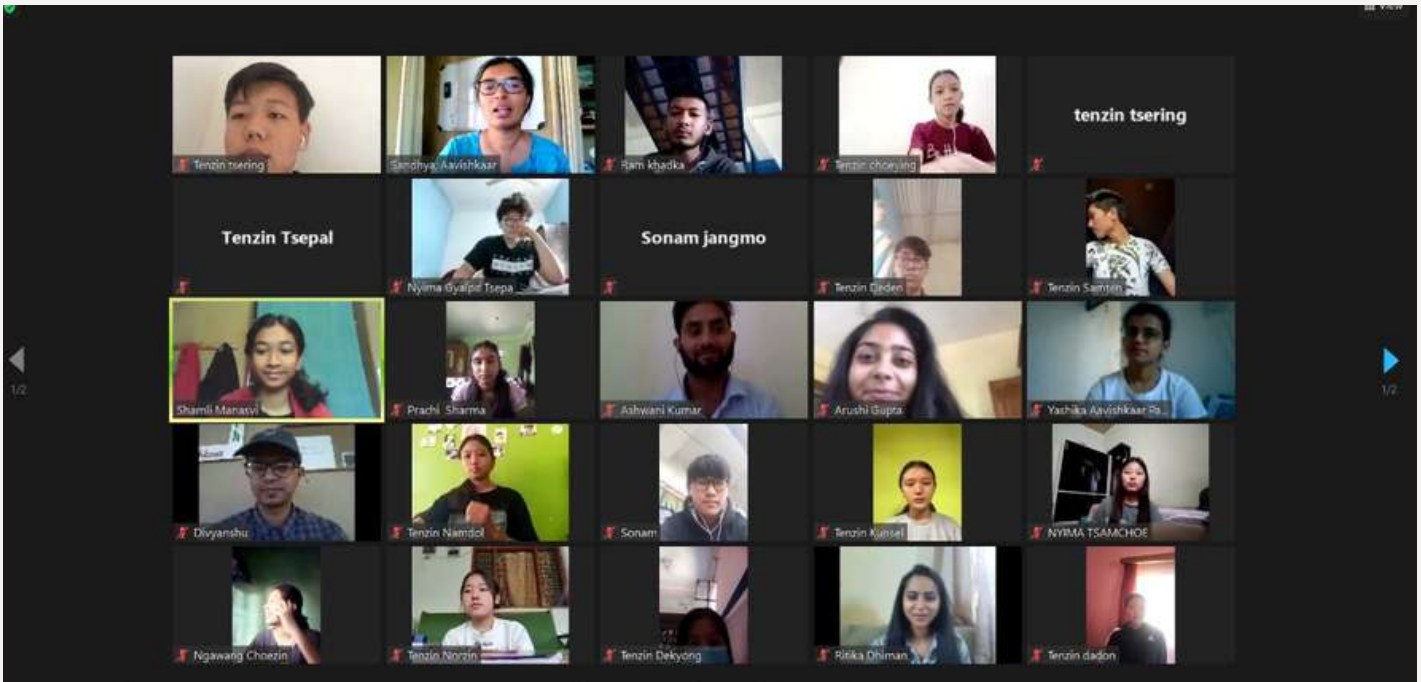 View
Tenzin tsering
Sandhya, Aavishkaar
Ram khadka
Tenzin choeying
tenzin tsering
Tenzin Tsepal
Nyima Gyalpo Tsepa...
Sonam jangmo
Tenzin Deden
Tenzin Samten
1/2
Shamli Manasvi
Prachi Sharma
Ashwani Kumar
Arushi Gupta
Yashika Aavishkaar Pa...
1/2
Divyanshu
Tenzin Namdol
Sonam
Tenzin Kunsel
NYIMA TSAMCHOE
Ngawang Choezin
Tenzin Norzin
Tenzin Dekyong
Ritika Dhiman
Tenzin dadon